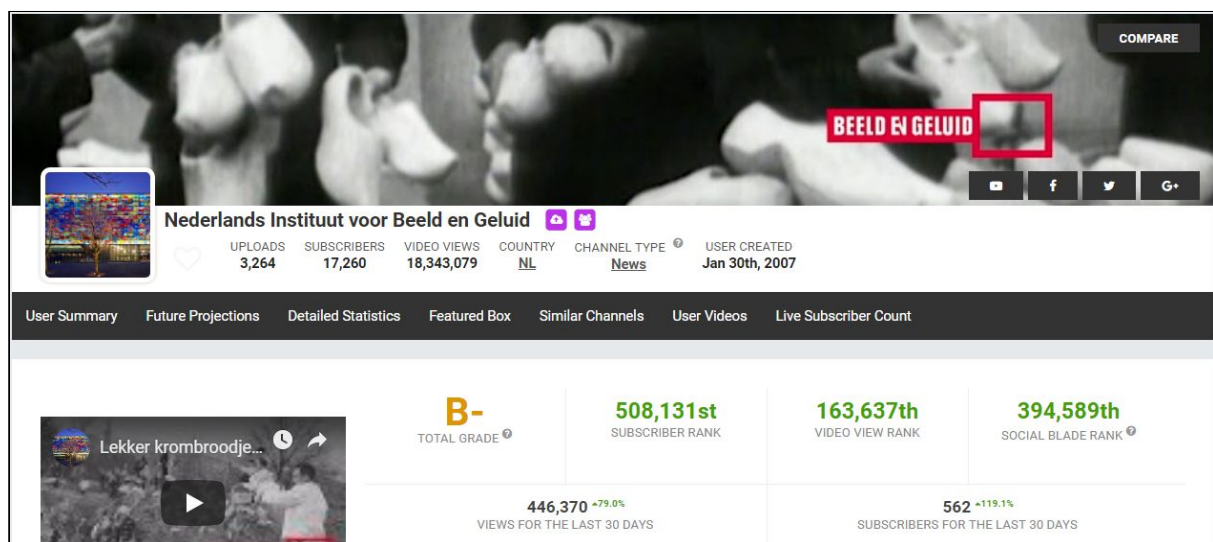 COMPARE
BEELD EN GELUID
Nederlands Instituut voor Beeld en Geluid
UPLOADS SUBSCRIBERS VIDEO VIEWS COUNTRY CHANNEL TYPE USER CREATED
3,264 17,260 18,343,079 NL News Jan 30th, 2007
User Summary Future Projections Detailed Statistics Featured Box Similar Channels User Videos Live Subscriber Count
Lekker krombroodje...
B- 508,131st 163,637th 394,589th
TOTAL GRADE SUBSCRIBER RANK VIDEO VIEW RANK SOCIAL BLADE RANK
446,370 79.0% 562 119.1%
VIEWS FOR THE LAST 30 DAYS SUBSCRIBERS FOR THE LAST 30 DAYS